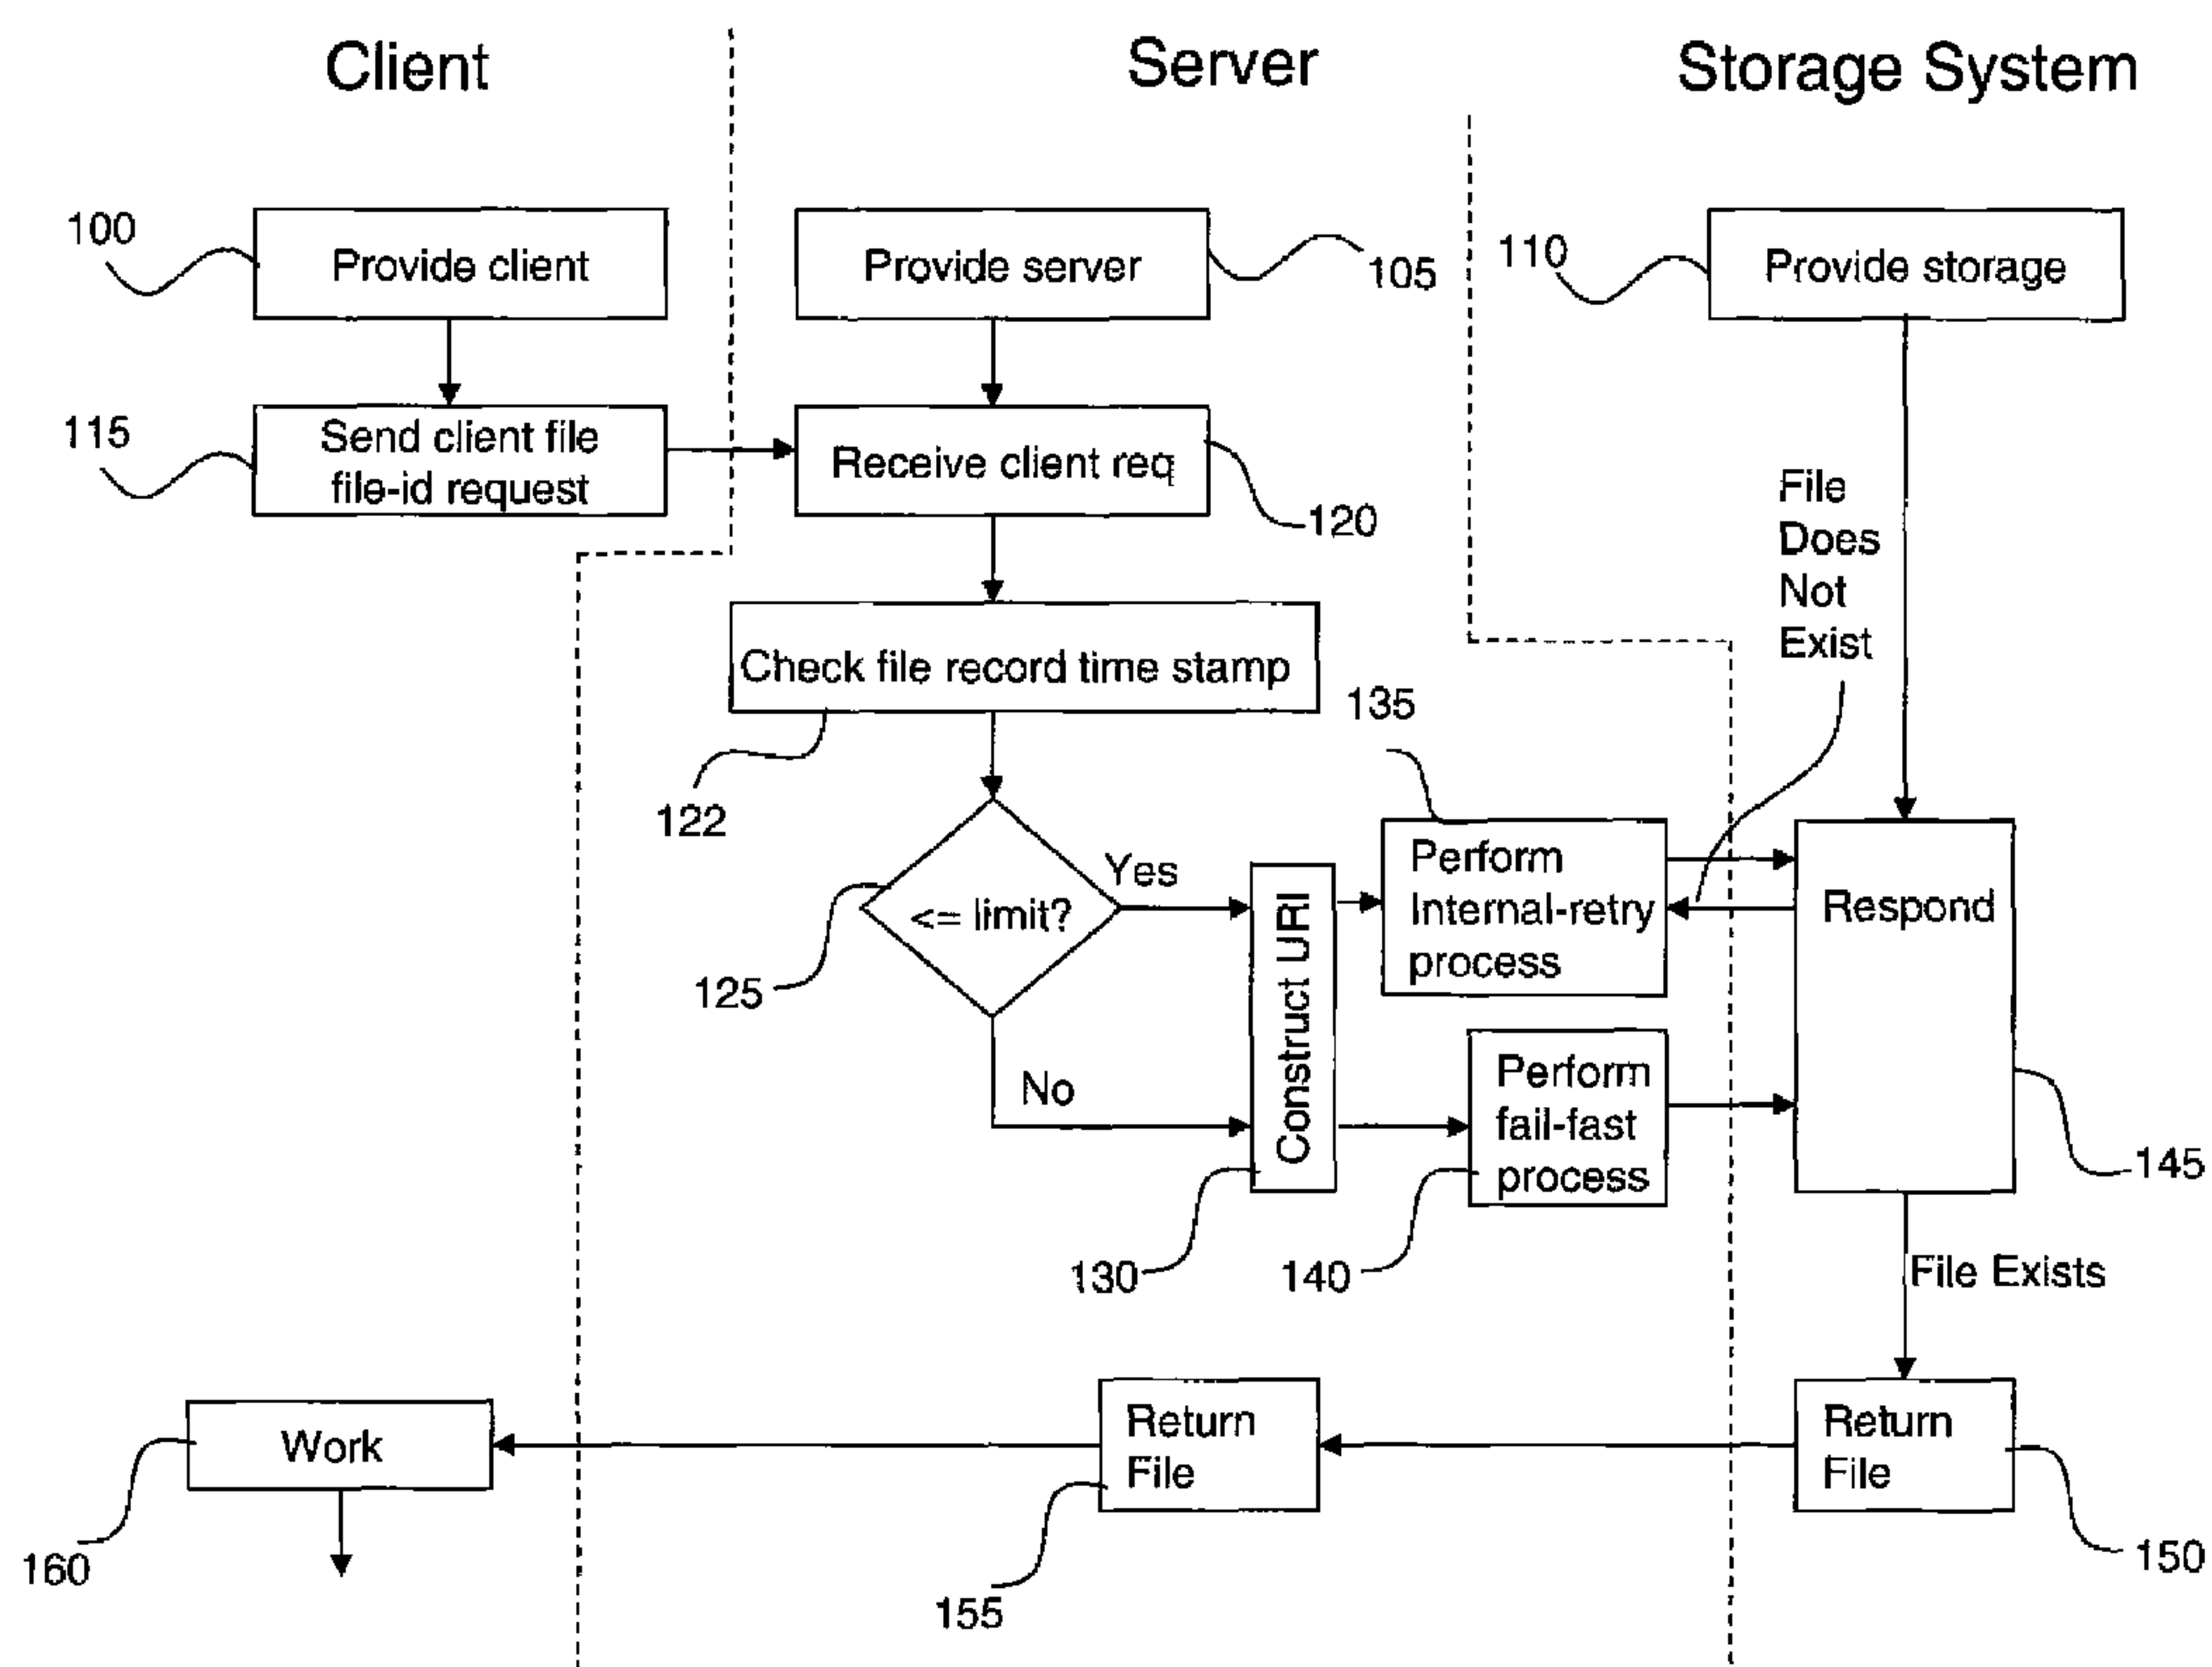 Client
Server
Storage System
100
Provide client
Provide server
105
110
Provide storage
115
Send client file
file-id request
Receive client req
120
File
Does
Not
Exist
Check file record time stamp
122
135
<= limit?
Yes
No
125
Construct URI
130
Perform
Internal-retry
process
Perform
fail-fast
process
140
Respond
145
File Exists
Work
160
Return
File
155
Return
File
150